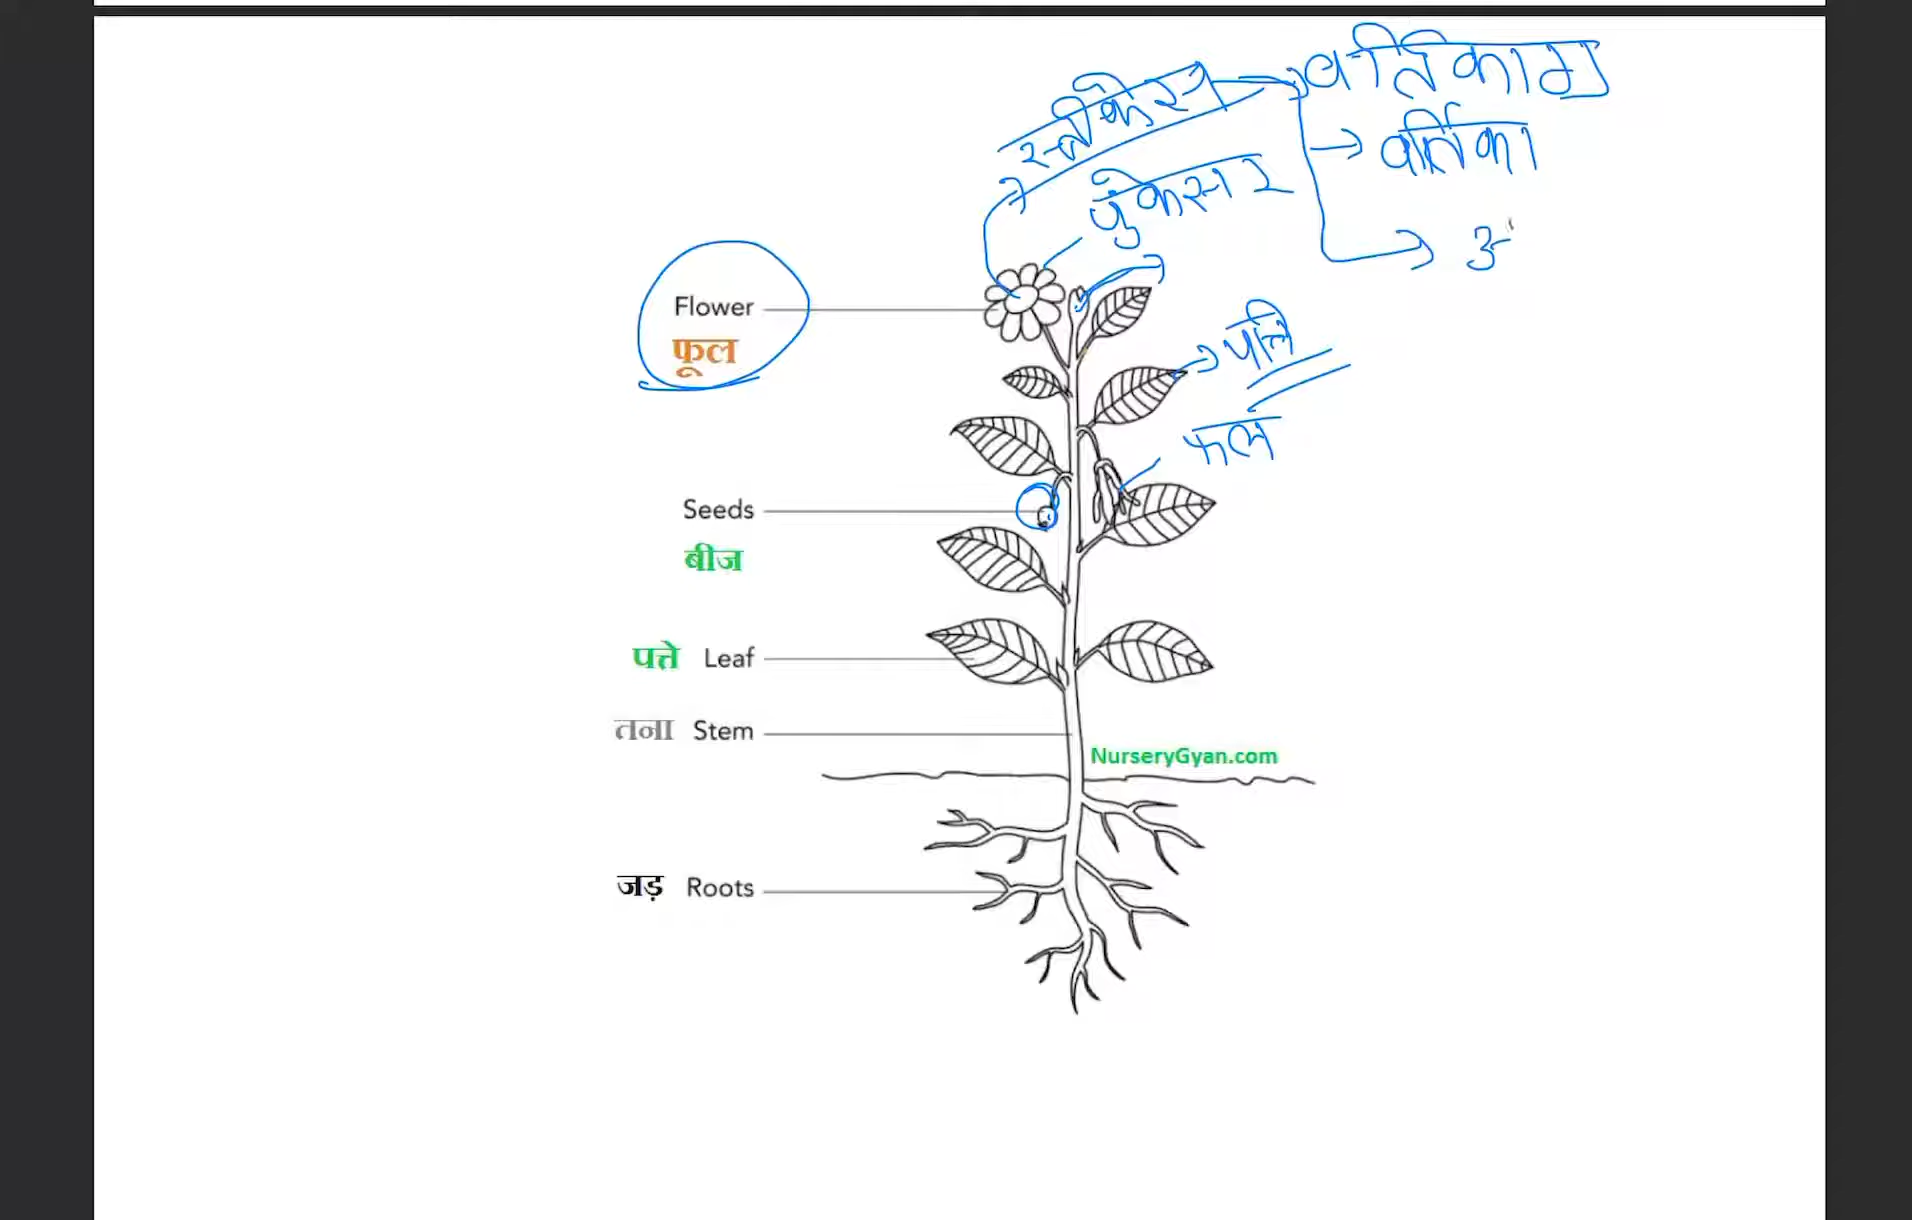 वर्तिकाग्र
स्त्रीकेसर
वर्तिका
पुंकेसर
Flower
फूल
पत्ति
फल
Seeds
बीज
पत्ते Leaf
तना Stem
NurseryGyan.com
जड़ Roots